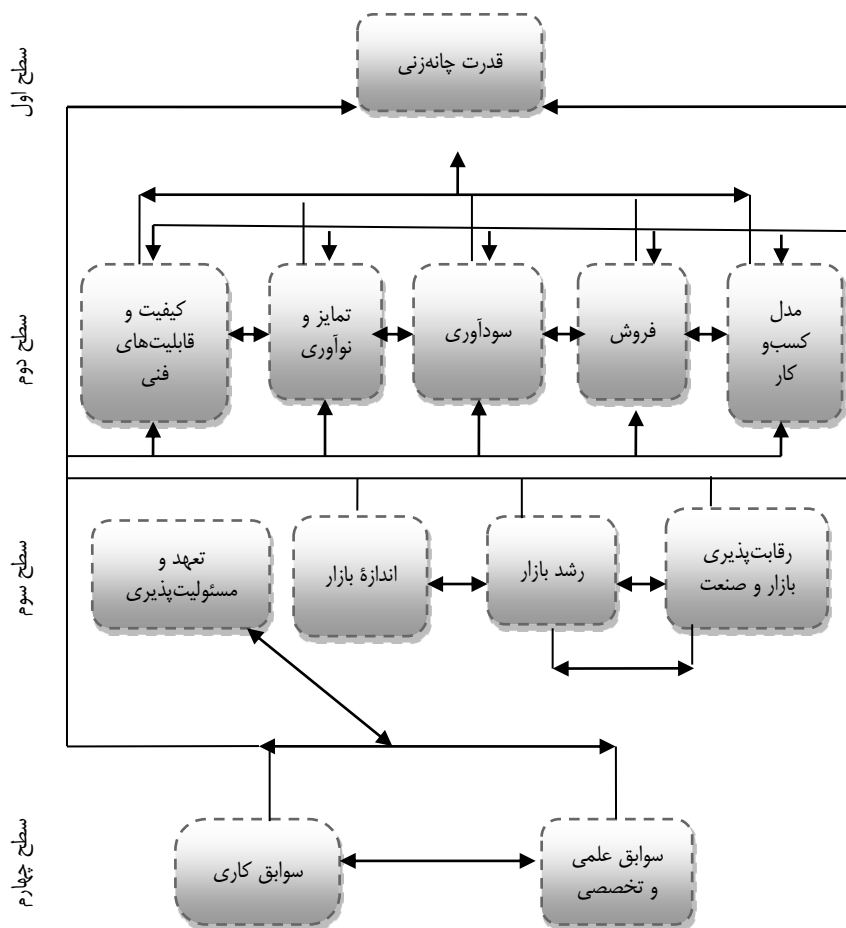 سطح اول
قدرت چانه‌زنی
سطح دوم
مدل
کسب‌و
کار
فروش
سودآوری
تمایز و
نوآوری
کیفیت و
قابلیت‌های
فنی
سطح سوم
رقابت‌پذیری
بازار و صنعت
رشد بازار
اندازۀ بازار
تعهد و
مسئولیت‌پذیری
سطح چهارم
سوابق علمی
و تخصصی
سوابق کاری